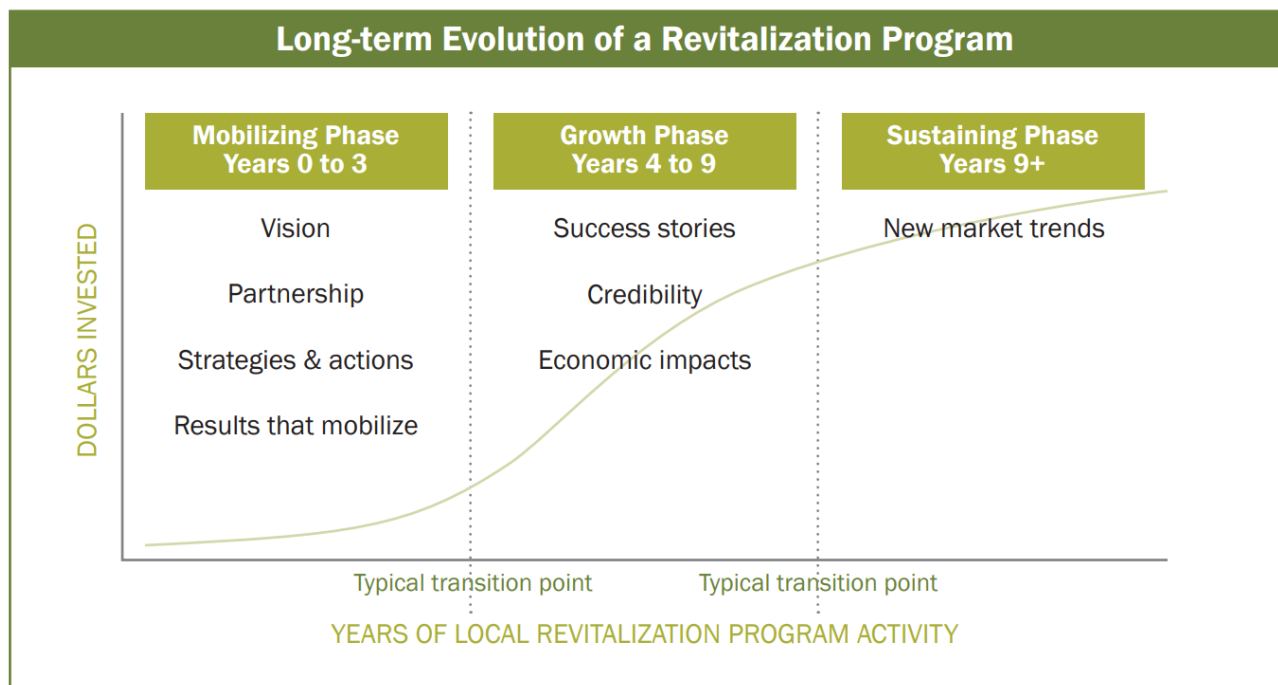 Long-term Evolution of a Revitalization Program
Mobilizing Phase
Years 0 to 3
Vision
Partnership
Strategies & actions
Results that mobilize
Growth Phase
Years 4 to 9
Success stories
Credibility
Economic impacts
Sustaining Phase
Years 9+
New market trends
DOLLARS INVESTED
Typical transition point
Typical transition point
YEARS OF LOCAL REVITALIZATION PROGRAM ACTIVITY